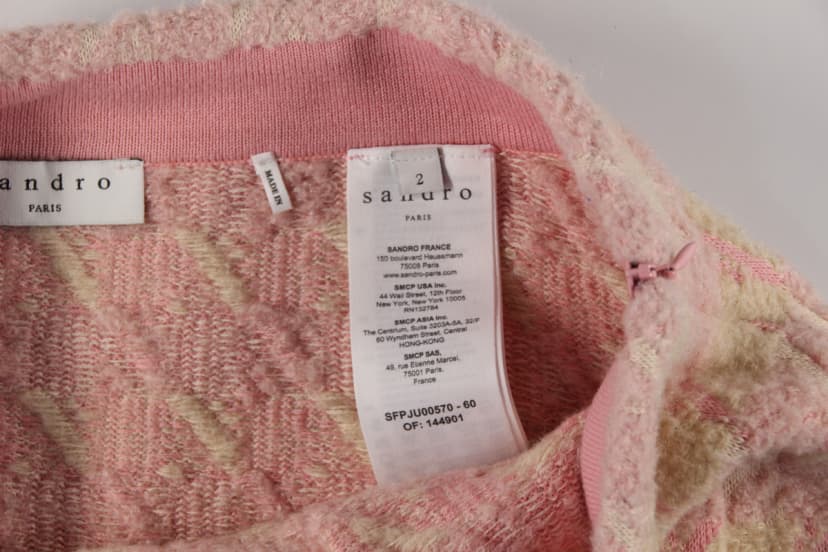 andro
PARIS
MADE IN
2
sandro
PARIS
SANDRO FRANCE
150 boulevard Haussmann
75008 Paris
www.sandro-paris.com
SMCP USA Inc.
44 Wall Street, 12th Floor
New York, New York 10005
RN132784
SMCP ASIA Inc.
The Centrum, Suite 3203A-5A, 32/F
60 Wyndham Street, Central
HONG-KONG
SMCP SAS,
49, rue Etienne Marcel,
75001 Paris,
France
SFPJU00570 - 60
OF: 144901